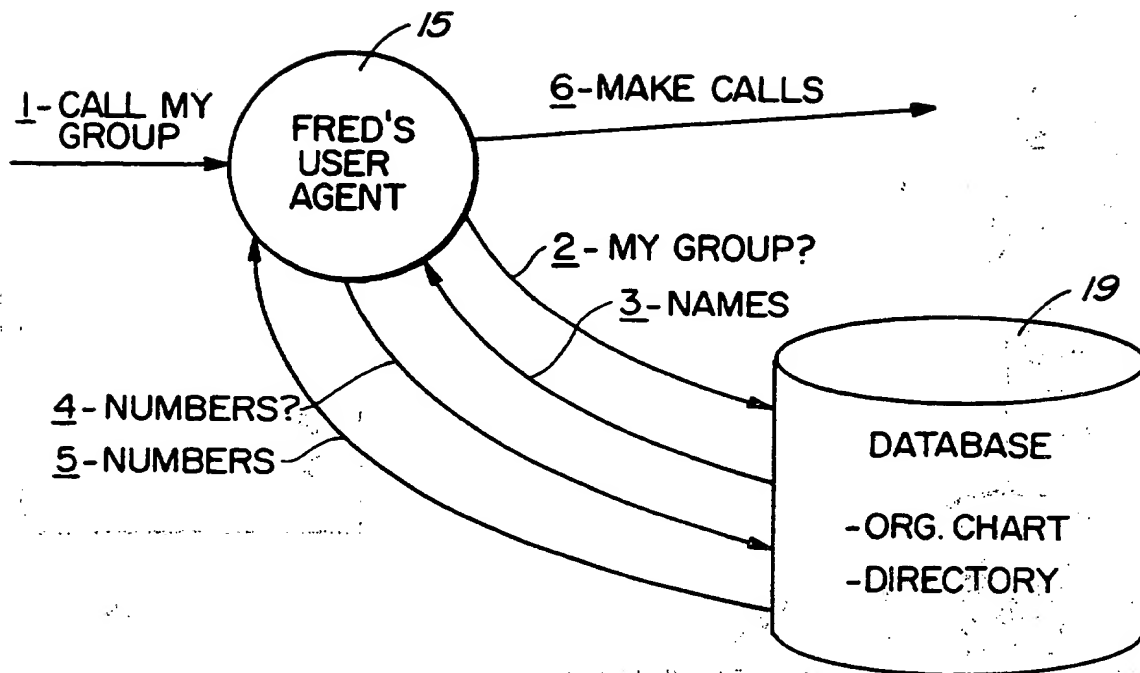 15
1-CALL MY
GROUP
FRED'S
USER
AGENT
6-MAKE CALLS
2- MY GROUP?
3-NAMES
19
4-NUMBERS?
5-NUMBERS
DATABASE
-ORG. CHART
-DIRECTORY